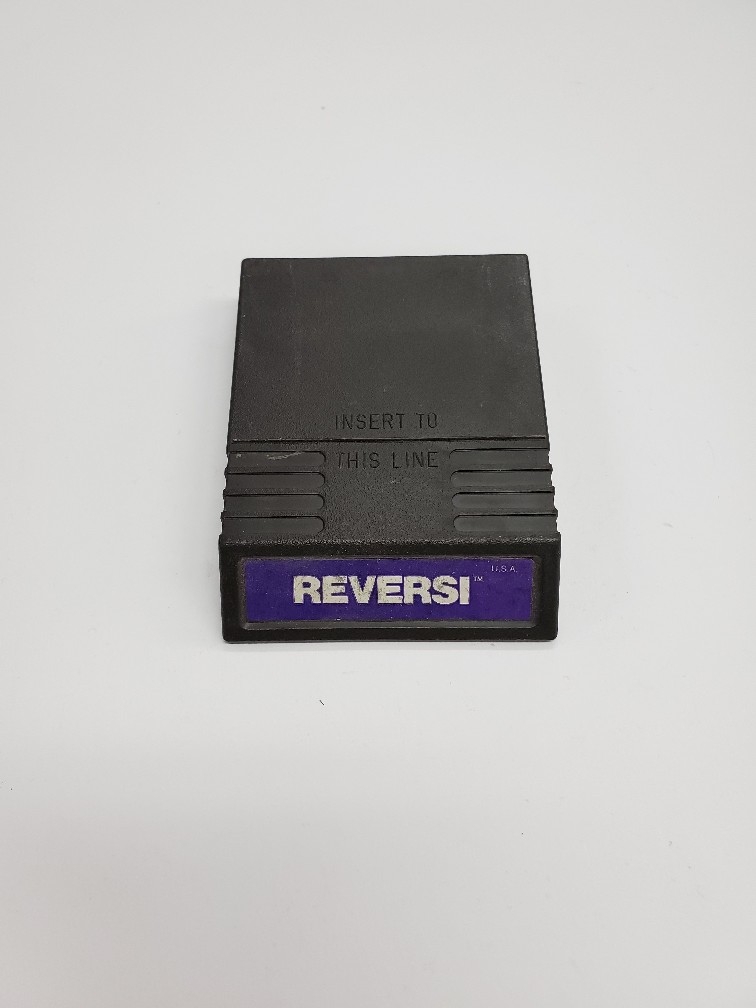 INSERT TO
THIS LINE
U.S.A.
REVERSI™